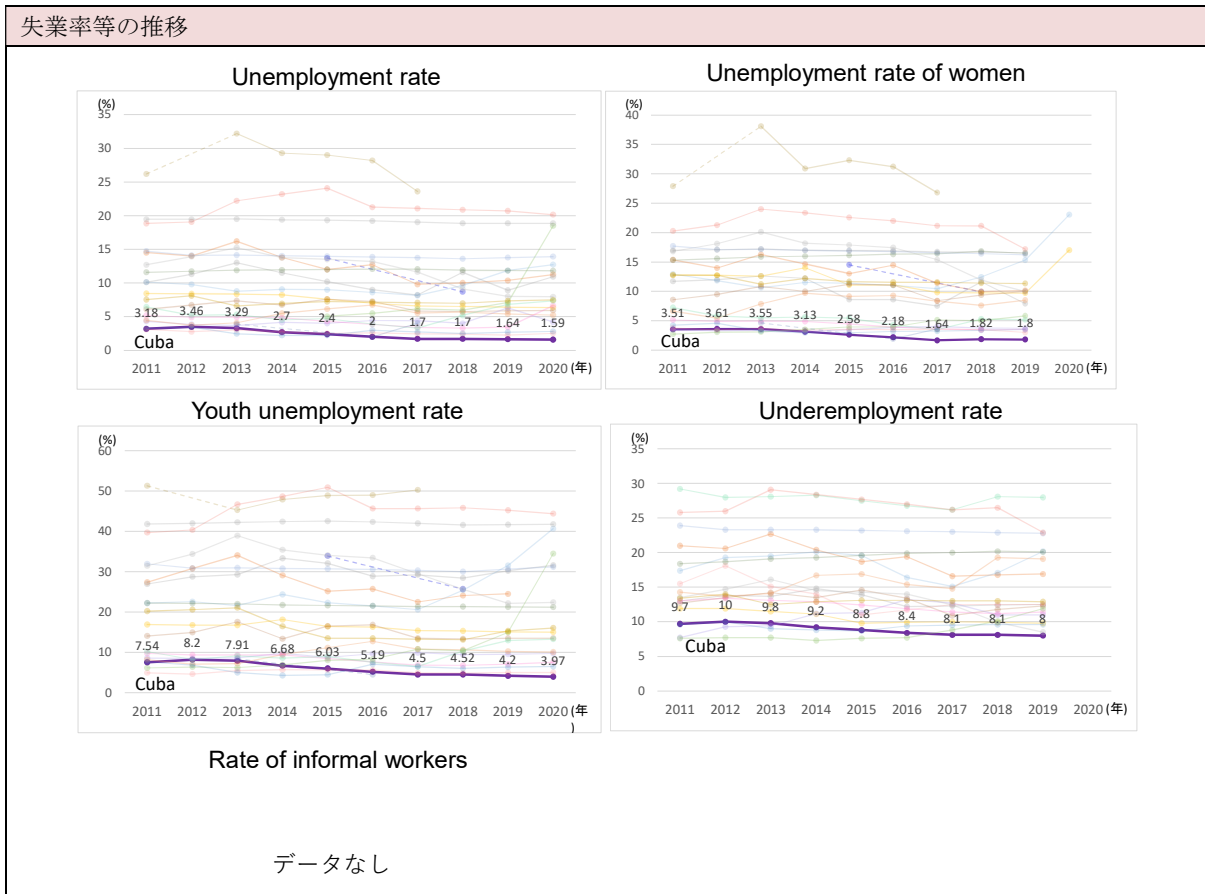 失業率等の推移
Unemployment rate
(%)
35
30
25
20
15
10
5
0
3.18 3.46 3.29 2.7 2.4 2 1.7 1.7 1.64 1.59
Cuba
2011 2012 2013 2014 2015 2016 2017 2018 2019 2020 (年)
Unemployment rate of women
(%)
40
35
30
25
20
15
10
5
0
3.51 3.61 3.55 3.13 2.58 2.18 1.64 1.82 1.8
Cuba
2011 2012 2013 2014 2015 2016 2017 2018 2019 2020 (年)
Youth unemployment rate
(%)
60
50
40
30
20
10
0
7.54 8.2 7.91 6.68 6.03 5.19 4.5 4.52 4.2 3.97
Cuba
2011 2012 2013 2014 2015 2016 2017 2018 2019 2020 (年
)
Underemployment rate
(%)
35
30
25
20
15
10
5
0
9.7 10 9.8 9.2 8.8 8.4 8.1 8.1 8
Cuba
2011 2012 2013 2014 2015 2016 2017 2018 2019 2020 (年)
Rate of informal workers
データなし